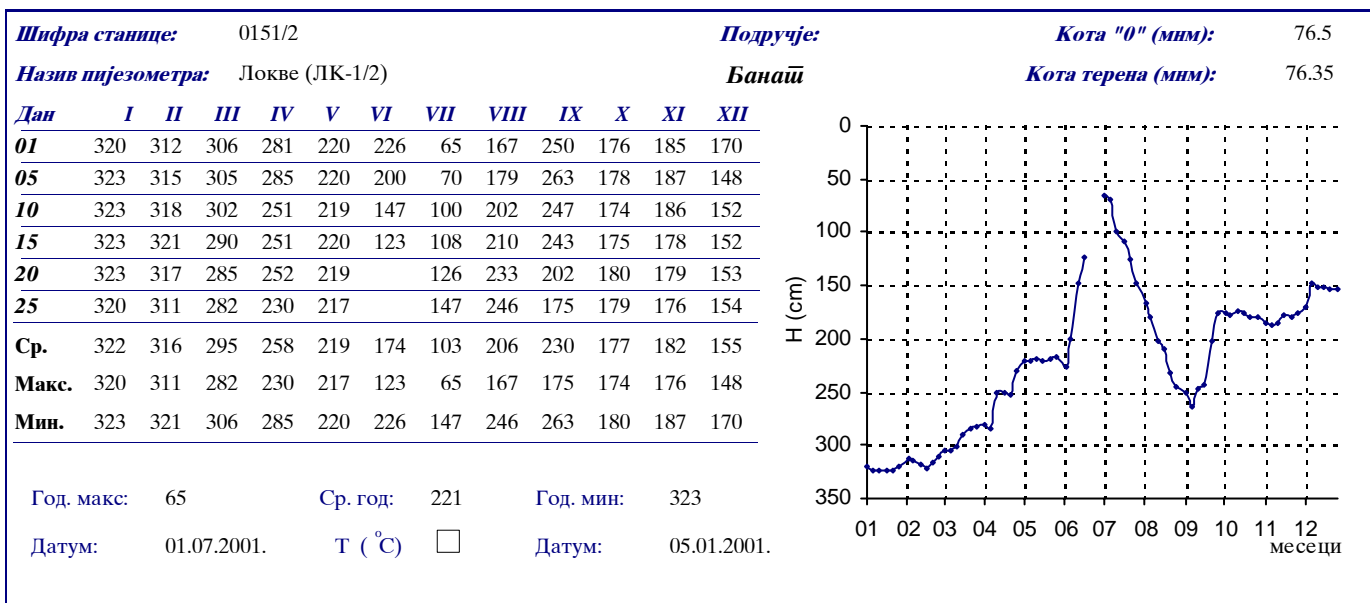 Шифра станице: 0151/2 Подручје: Кота "0" (мнм): 76.5
Назив пијезометра: Локве (ЛК-1/2) Банат Кота терена (мнм): 76.35
Дан I II III IV V VI VII VIII IX X XI XII
01 320 312 306 281 220 226 65 167 250 176 185 170
05 323 315 305 285 220 200 70 179 263 178 187 148
10 323 318 302 251 219 147 100 202 247 174 186 152
15 323 321 290 251 220 123 108 210 243 175 178 152
20 323 317 285 252 219 126 233 202 180 179 153
25 320 311 282 230 217 147 246 175 179 176 154
Ср. 322 316 295 258 219 174 103 206 230 177 182 155
Макс. 320 311 282 230 217 123 65 167 175 174 176 148
Мин. 323 321 306 285 220 226 147 246 263 180 187 170
Год. макс: 65 Ср. год: 221 Год. мин: 323
Датум: 01.07.2001. T ( °C) Датум: 05.01.2001.
H (cm)
0
50
100
150
200
250
300
350
01 02 03 04 05 06 07 08 09 10 11 12
месеци